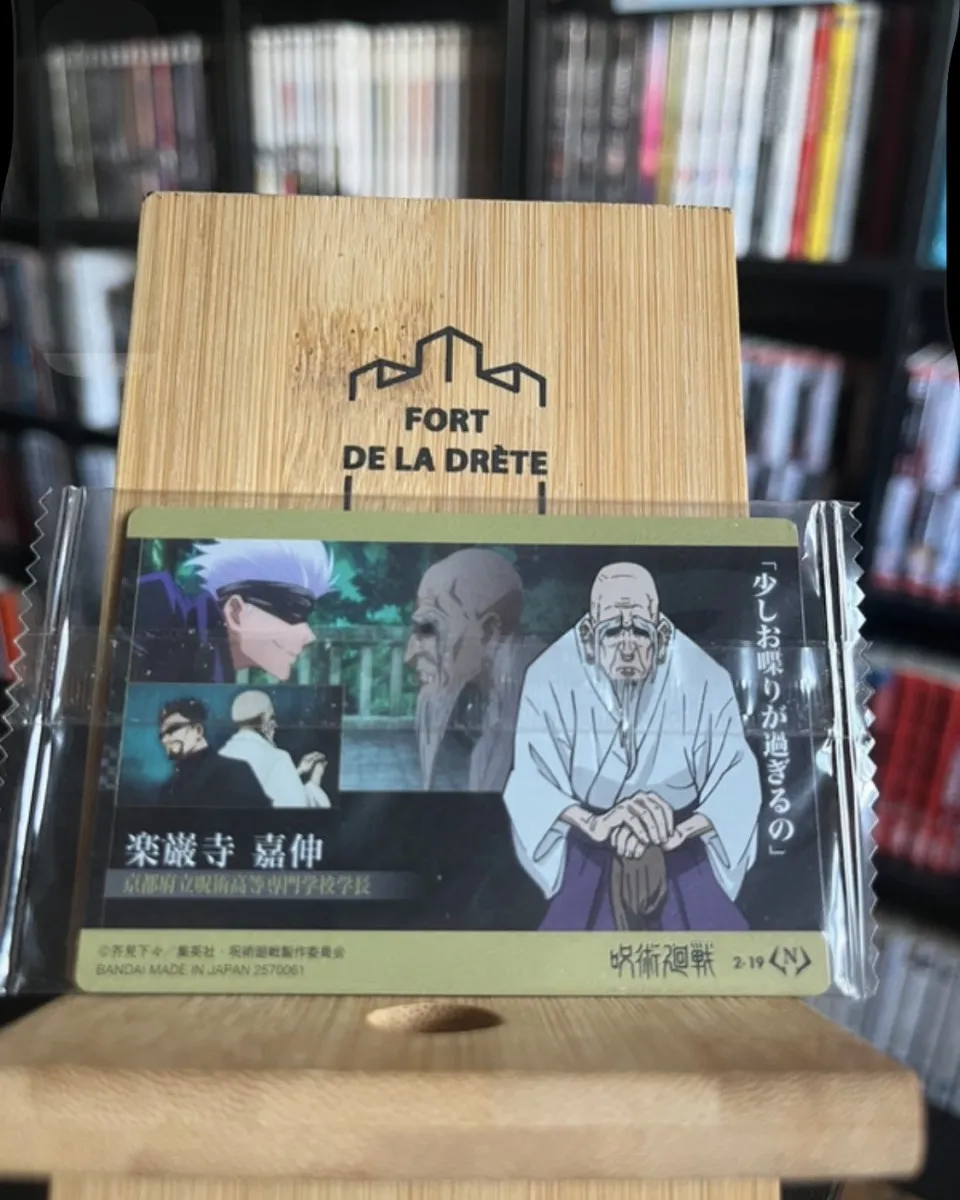 FORT
DE LA DRÈTE
「少しお喋りが過ぎるの」
楽巌寺 嘉伸
京都府立呪術高等専門学校学長
©芥見下々／集英社・呪術廻戦製作委員会
BANDAI MADE IN JAPAN 2570061
呪術廻戦 2-19 N